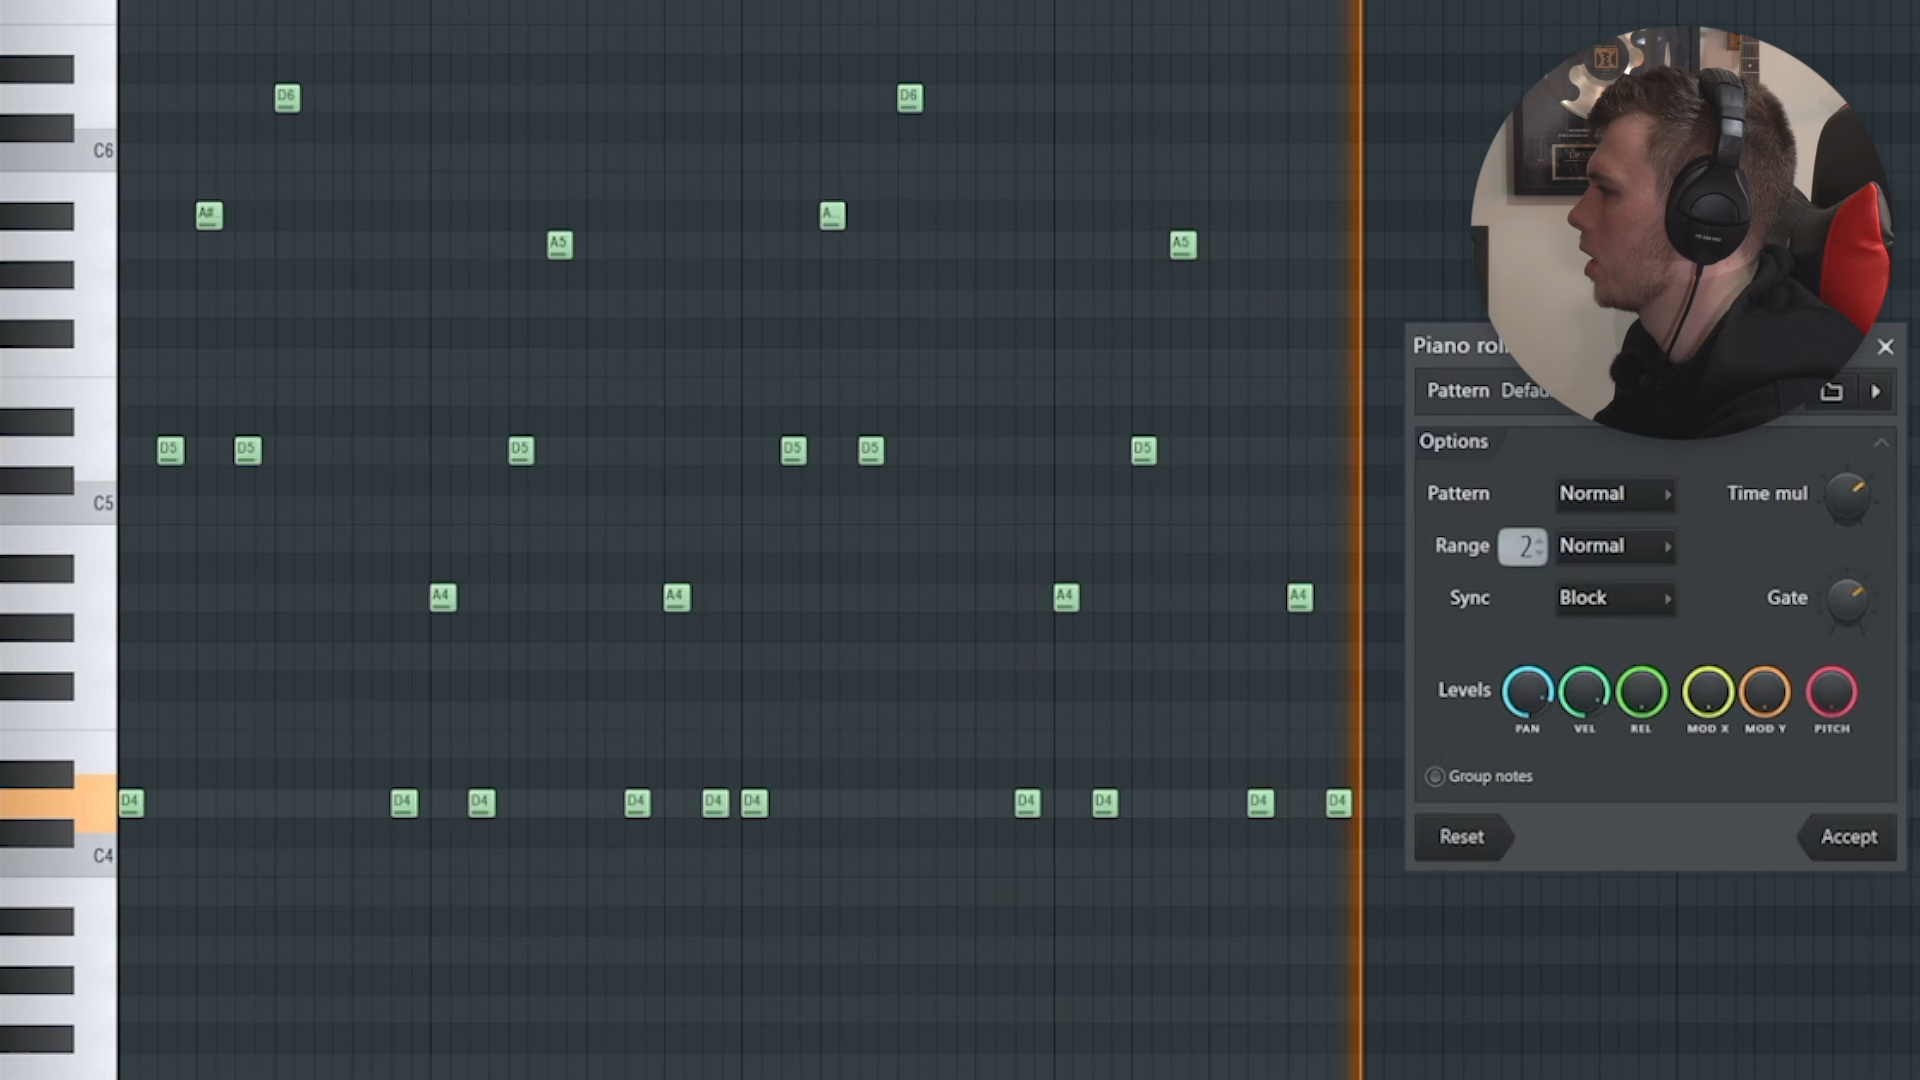 D6
D6
C6
A#..
A...
A5
A5
Piano roll
Pattern Defau
Options
D5
D5
D5
D5
D5
D5
Pattern
Normal
Time mul
C5
Range
2
Normal
A4
A4
A4
A4
Sync
Block
Gate
Levels
PAN
VEL
REL
MOD X
MOD Y
PITCH
Group notes
D4
D4
D4
D4
D4
D4
D4
D4
D4
D4
Reset
Accept
C4